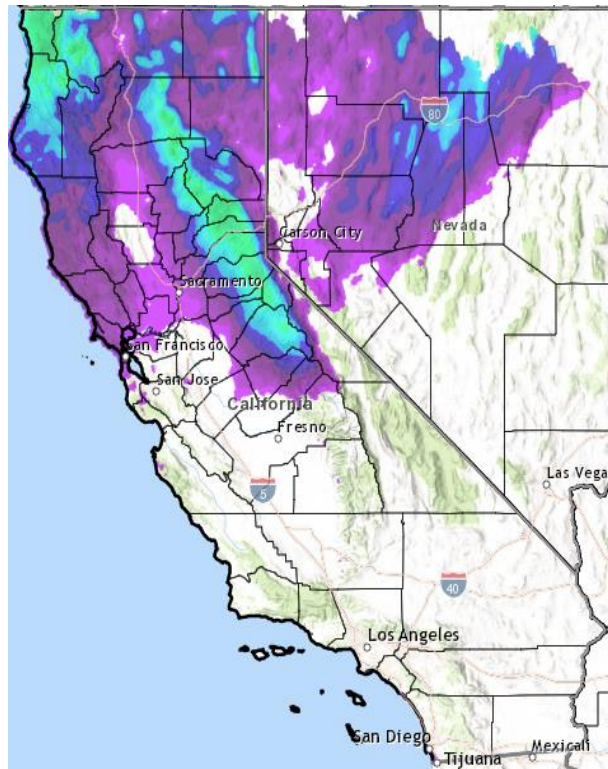 80
Carson City
Nevada
Sacramento
San Francisco
San Jose
California
Fresno
5
Las Vega
40
Los Angeles
San Diego
Mexicali
Tijuana